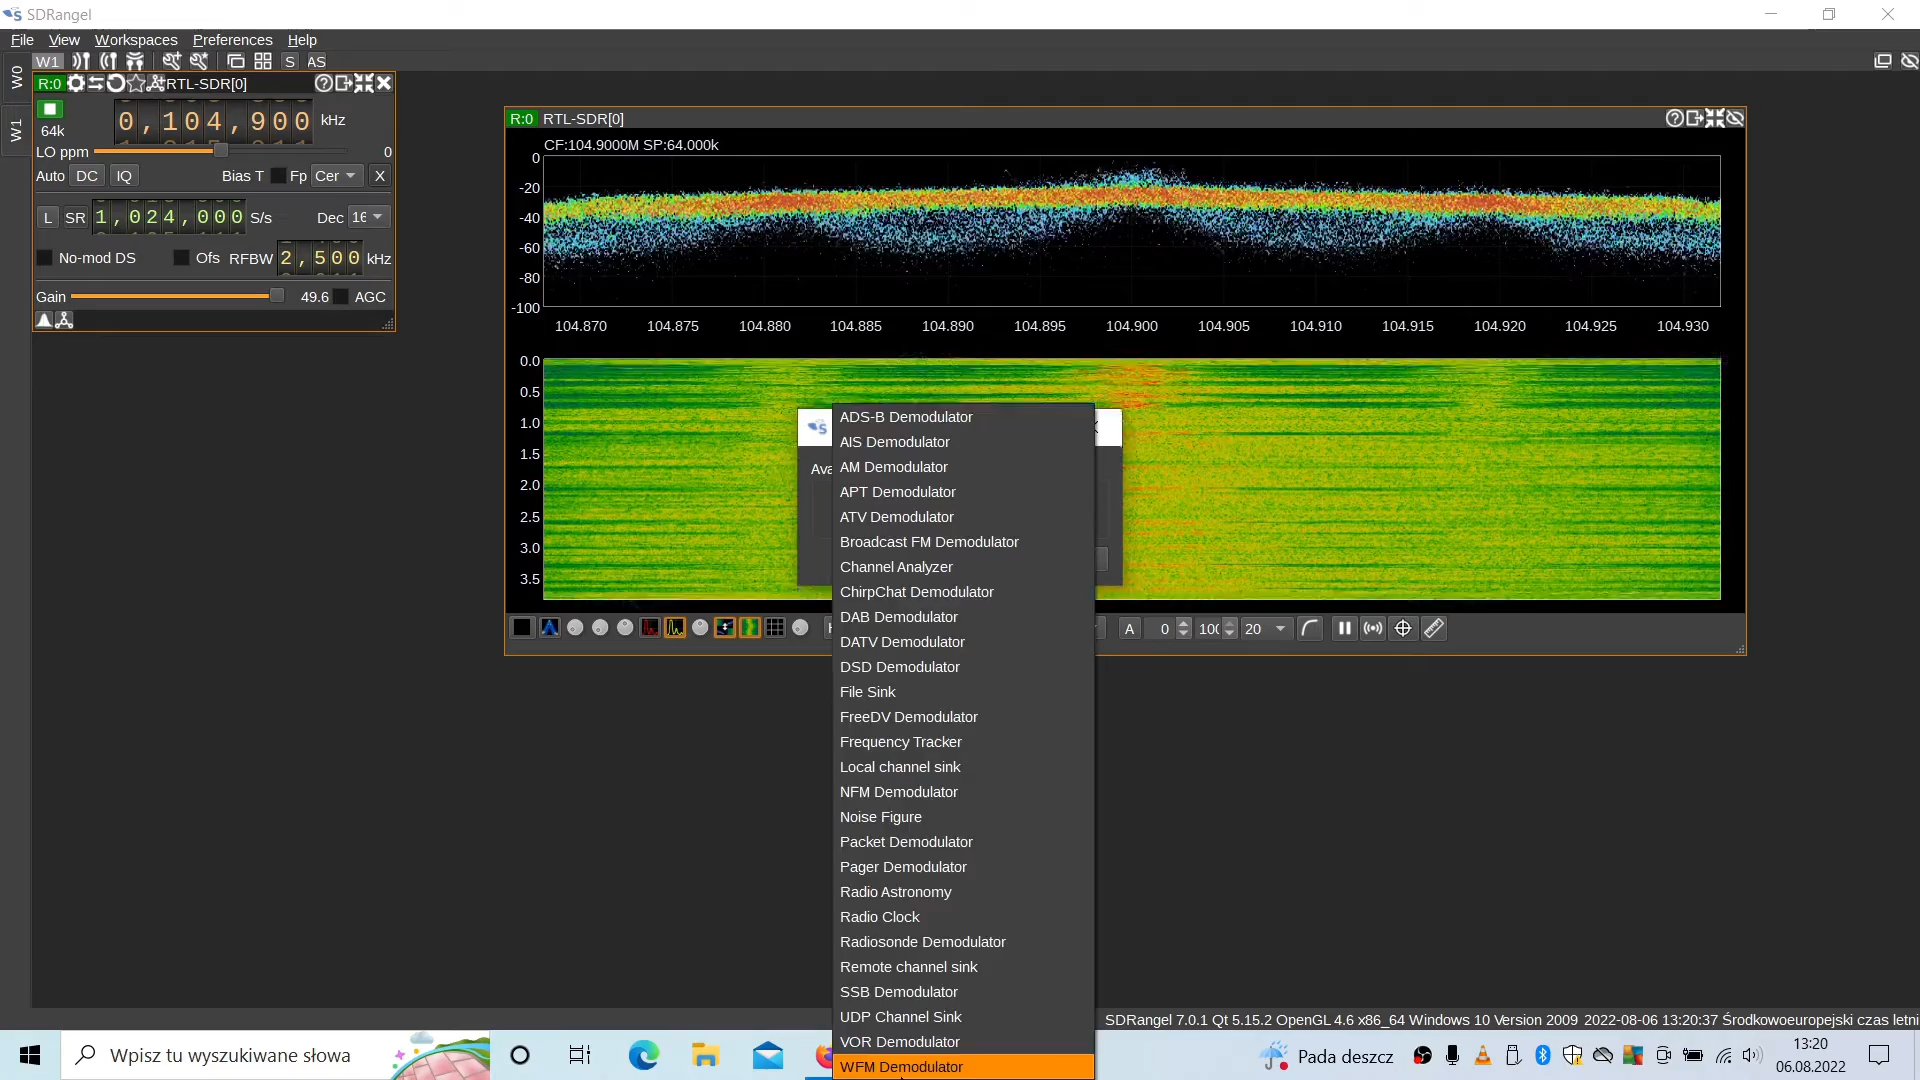 SDRangel
File View Workspaces Preferences Help
W1 S AS
W0
W1
R:0 RTL-SDR[0]
0,104,900 kHz
64k
LO ppm 0
Auto DC IQ Bias T Fp Cer X
L SR 1,024,000 S/s Dec 16
No-mod DS Ofs RFBW 2,500 kHz
Gain 49.6 AGC
R:0 RTL-SDR[0]
CF:104.9000M SP:64.000k
0
-20
-40
-60
-80
-100
104.870 104.875 104.880 104.885 104.890 104.895 104.900 104.905 104.910 104.915 104.920 104.925 104.930
0.0
0.5
1.0
1.5
2.0
2.5
3.0
3.5
Ava
ADS-B Demodulator
AIS Demodulator
AM Demodulator
APT Demodulator
ATV Demodulator
Broadcast FM Demodulator
Channel Analyzer
ChirpChat Demodulator
DAB Demodulator
DATV Demodulator
DSD Demodulator
File Sink
FreeDV Demodulator
Frequency Tracker
Local channel sink
NFM Demodulator
Noise Figure
Packet Demodulator
Pager Demodulator
Radio Astronomy
Radio Clock
Radiosonde Demodulator
Remote channel sink
SSB Demodulator
UDP Channel Sink
VOR Demodulator
WFM Demodulator
A 0 100 20
SDRangel 7.0.1 Qt 5.15.2 OpenGL 4.6 x86_64 Windows 10 Version 2009 2022-08-06 13:20:37 Środkowoeuropejski czas letni
Wpisz tu wyszukiwane słowa
Pada deszcz
13:20
06.08.2022